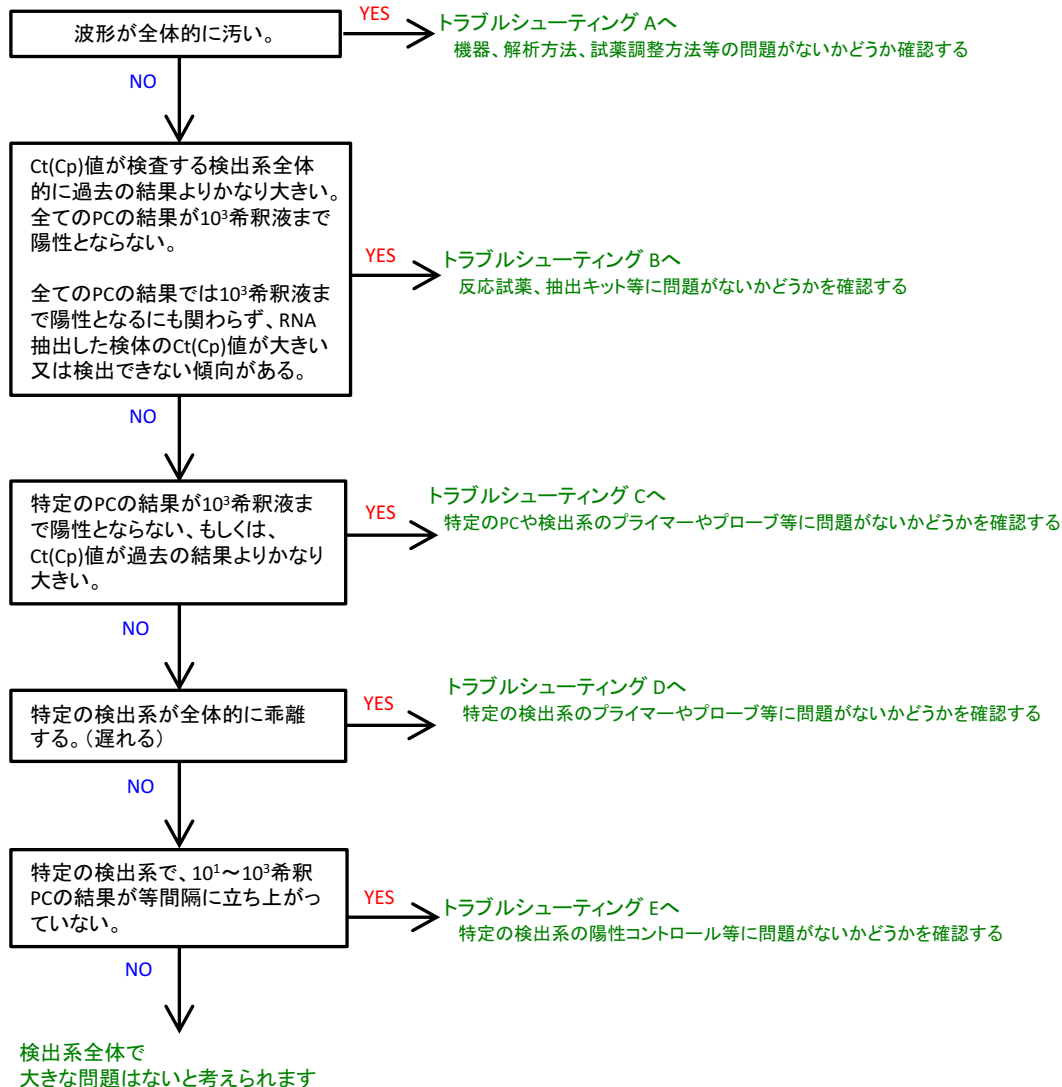 波形が全体的に汚い。
YES
トラブルシューティング Aへ
機器、解析方法、試薬調整方法等の問題がないかどうか確認する
NO
Ct(Cp)値が検査する検出系全体
的に過去の結果よりかなり大きい。
全てのPCの結果が10³希釈液まで
陽性とならない。
全てのPCの結果では10³希釈液ま
で陽性となるにも関わらず、RNA
抽出した検体のCt(Cp)値が大きい
又は検出できない傾向がある。
YES
トラブルシューティング Bへ
反応試薬、抽出キット等に問題がないかどうかを確認する
NO
特定のPCの結果が10³希釈液ま
で陽性とならない、もしくは、
Ct(Cp)値が過去の結果よりかなり
大きい。
YES
トラブルシューティング Cへ
特定のPCや検出系のプライマーやプローブ等に問題がないかどうかを確認する
NO
特定の検出系が全体的に乖離
する。（遅れる）
YES
トラブルシューティング Dへ
特定の検出系のプライマーやプローブ等に問題がないかどうかを確認する
NO
特定の検出系で、10¹～10³希釈
PCの結果が等間隔に立ち上がっ
ていない。
YES
トラブルシューティング Eへ
特定の検出系の陽性コントロール等に問題がないかどうかを確認する
NO
検出系全体で
大きな問題はないと考えられます